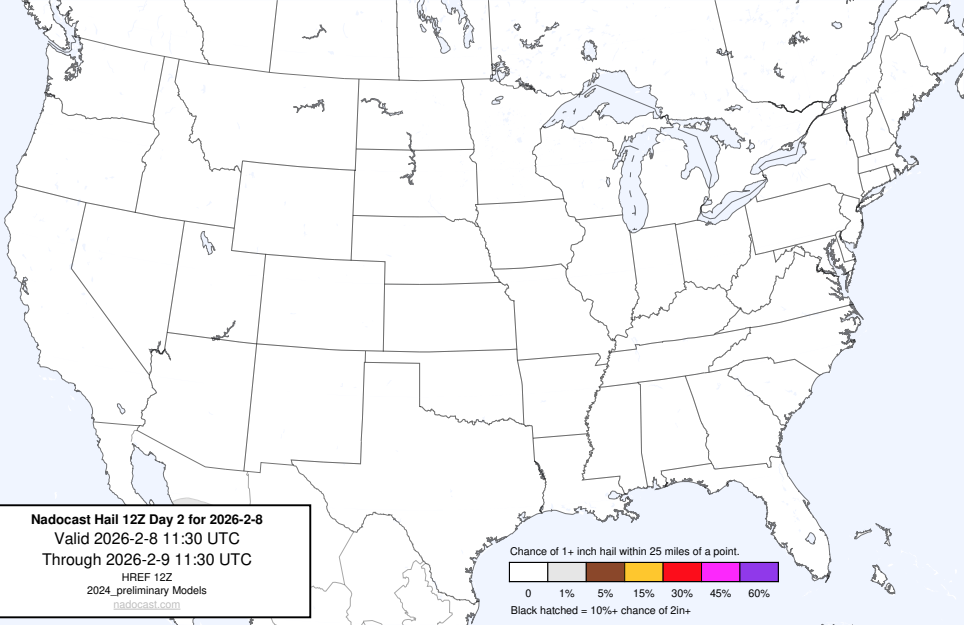 Nadocast Hail 12Z Day 2 for 2026-2-8
Valid 2026-2-8 11:30 UTC
Through 2026-2-9 11:30 UTC
HREF 12Z
2024_preliminary Models
nadocast.com
Chance of 1+ inch hail within 25 miles of a point.
0 1% 5% 15% 30% 45% 60%
Black hatched = 10%+ chance of 2in+